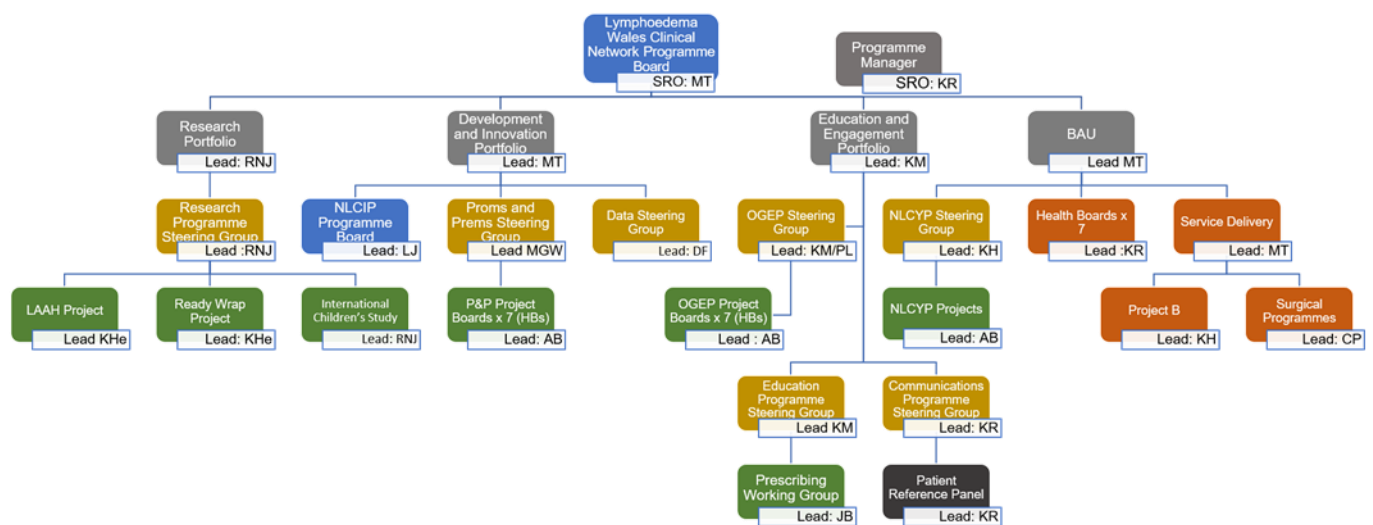 Lymphoedema
Wales Clinical
Network Programme
Board
SRO: MT
Programme
Manager
SRO: KR
Research
Portfolio
Lead: RNJ
Development
and Innovation
Portfolio
Lead: MT
Education and
Engagement
Portfolio
Lead: KM
BAU
Lead MT
Research
Programme
Steering Group
Lead :RNJ
NLCIP
Programme
Board
Lead: LJ
Proms and
Prems Steering
Group
Lead MGW
Data Steering
Group
Lead: DF
OGEP Steering
Group
Lead: KM/PL
NLCYP Steering
Group
Lead: KH
Health Boards x
7
Lead :KR
Service Delivery
Lead: MT
LAAH Project
Lead KHe
Ready Wrap
Project
Lead: KHe
International
Children's Study
Lead: RNJ
P&P Project
Boards x 7 (HBs)
Lead: AB
OGEP Project
Boards x 7 (HBs)
Lead : AB
NLCYP Projects
Lead: AB
Project B
Lead: KH
Surgical
Programmes
Lead: CP
Education
Programme
Steering Group
Lead KM
Communications
Programme
Steering Group
Lead: KR
Prescribing
Working Group
Lead: JB
Patient
Reference Panel
Lead: KR